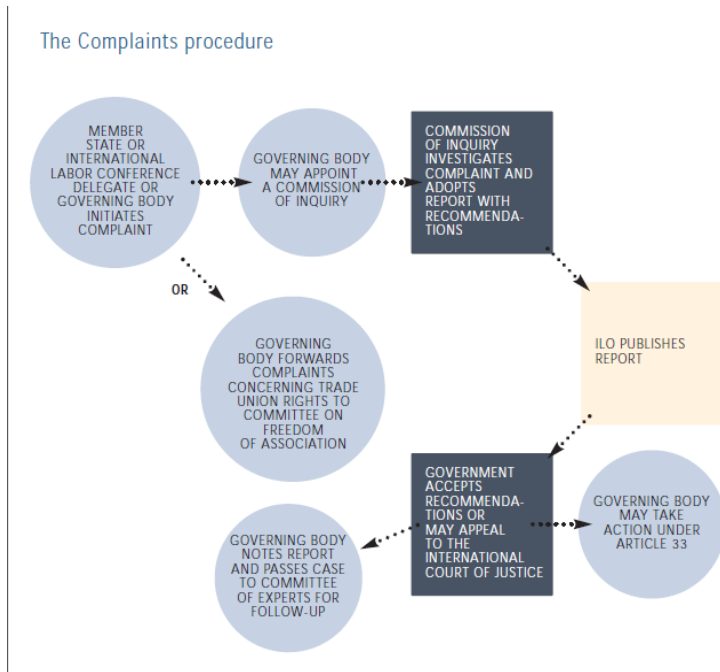 The Complaints procedure
MEMBER
STATE OR
INTERNATIONAL
LABOR CONFERENCE
DELEGATE OR
GOVERNING BODY
INITIATES
COMPLAINT
GOVERNING BODY
MAY APPOINT
A COMMISSION
OF INQUIRY
COMMISSION
OF INQUIRY
INVESTIGATES
COMPLAINT AND
ADOPTS
REPORT WITH
RECOMMENDA-
TIONS
OR
GOVERNING
BODY FORWARDS
COMPLAINTS
CONCERNING TRADE
UNION RIGHTS TO
COMMITTEE ON
FREEDOM
OF ASSOCIATION
ILO PUBLISHES
REPORT
GOVERNMENT
ACCEPTS
RECOMMENDA-
TIONS OR
MAY APPEAL
TO THE
INTERNATIONAL
COURT OF JUSTICE
GOVERNING BODY
MAY TAKE
ACTION UNDER
ARTICLE 33
GOVERNING BODY
NOTES REPORT
AND PASSES CASE
TO COMMITTEE
OF EXPERTS FOR
FOLLOW-UP